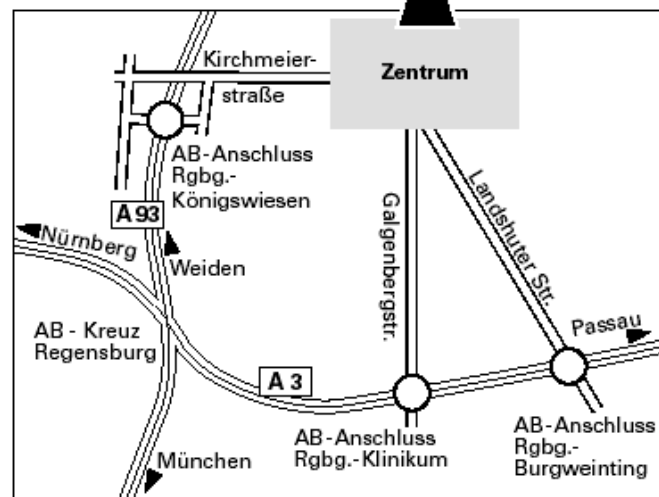 Kirchmeier-
straße
Zentrum
AB-Anschluss
Rgbg.-
Königswiesen
A 93
Nürnberg
Weiden
Galgenbergstr.
Landshuter Str.
Passau
AB - Kreuz
Regensburg
A 3
AB-Anschluss
Rgbg.-Klinikum
AB-Anschluss
Rgbg.-
Burgweinting
München